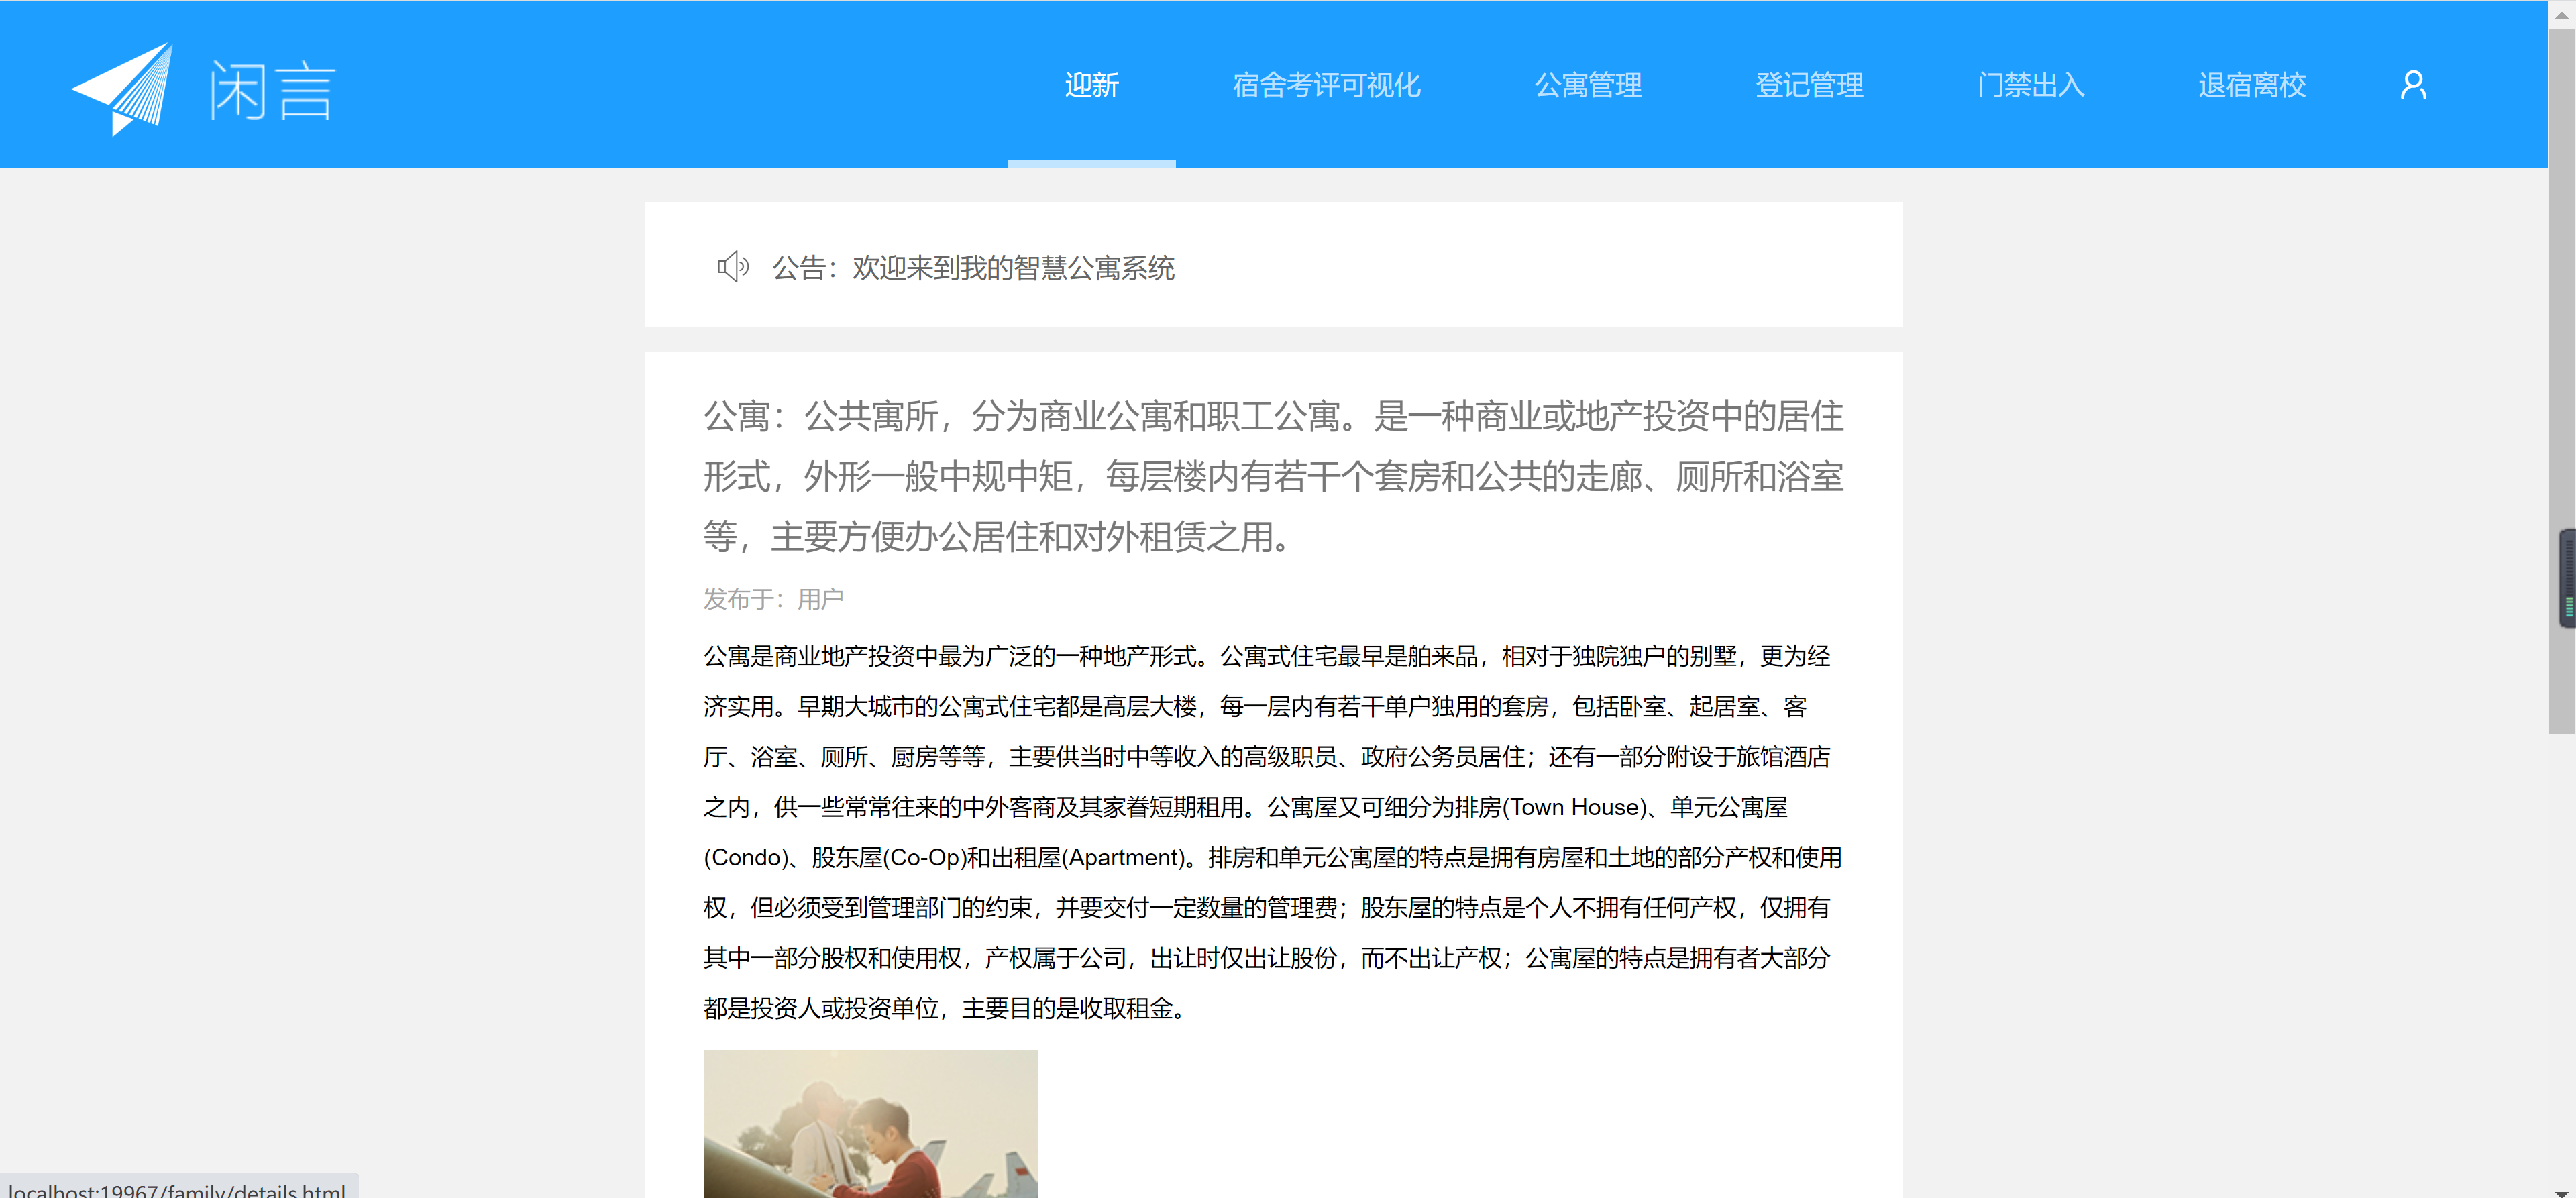 闲言
迎新
宿舍考评可视化
公寓管理
登记管理
门禁出入
退宿离校
公告：欢迎来到我的智慧公寓系统
公寓：公共寓所，分为商业公寓和职工公寓。是一种商业或地产投资中的居住
形式，外形一般中规中矩，每层楼内有若干个套房和公共的走廊、厕所和浴室
等，主要方便办公居住和对外租赁之用。
发布于：用户
公寓是商业地产投资中最为广泛的一种地产形式。公寓式住宅最早是舶来品，相对于独院独户的别墅，更为经
济实用。早期大城市的公寓式住宅都是高层大楼，每一层内有若干单户独用的套房，包括卧室、起居室、客
厅、浴室、厕所、厨房等等，主要供当时中等收入的高级职员、政府公务员居住；还有一部分附设于旅馆酒店
之内，供一些常常往来的中外客商及其家眷短期租用。公寓屋又可细分为排房(Town House)、单元公寓屋
(Condo)、股东屋(Co-Op)和出租屋(Apartment)。排房和单元公寓屋的特点是拥有房屋和土地的部分产权和使用
权，但必须受到管理部门的约束，并要交付一定数量的管理费；股东屋的特点是个人不拥有任何产权，仅拥有
其中一部分股权和使用权，产权属于公司，出让时仅出让股份，而不出让产权；公寓屋的特点是拥有者大部分
都是投资人或投资单位，主要目的是收取租金。
localhost:19967/family/details.html